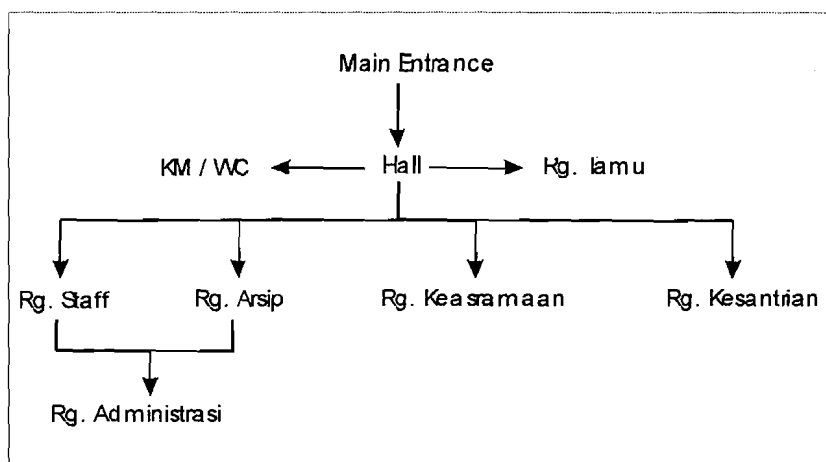 Main Entrance
KM / WC Hall Rg. Tamu
Rg. Staff Rg. Arsip Rg. Keasramaan Rg. Kesantrian
Rg. Administrasi